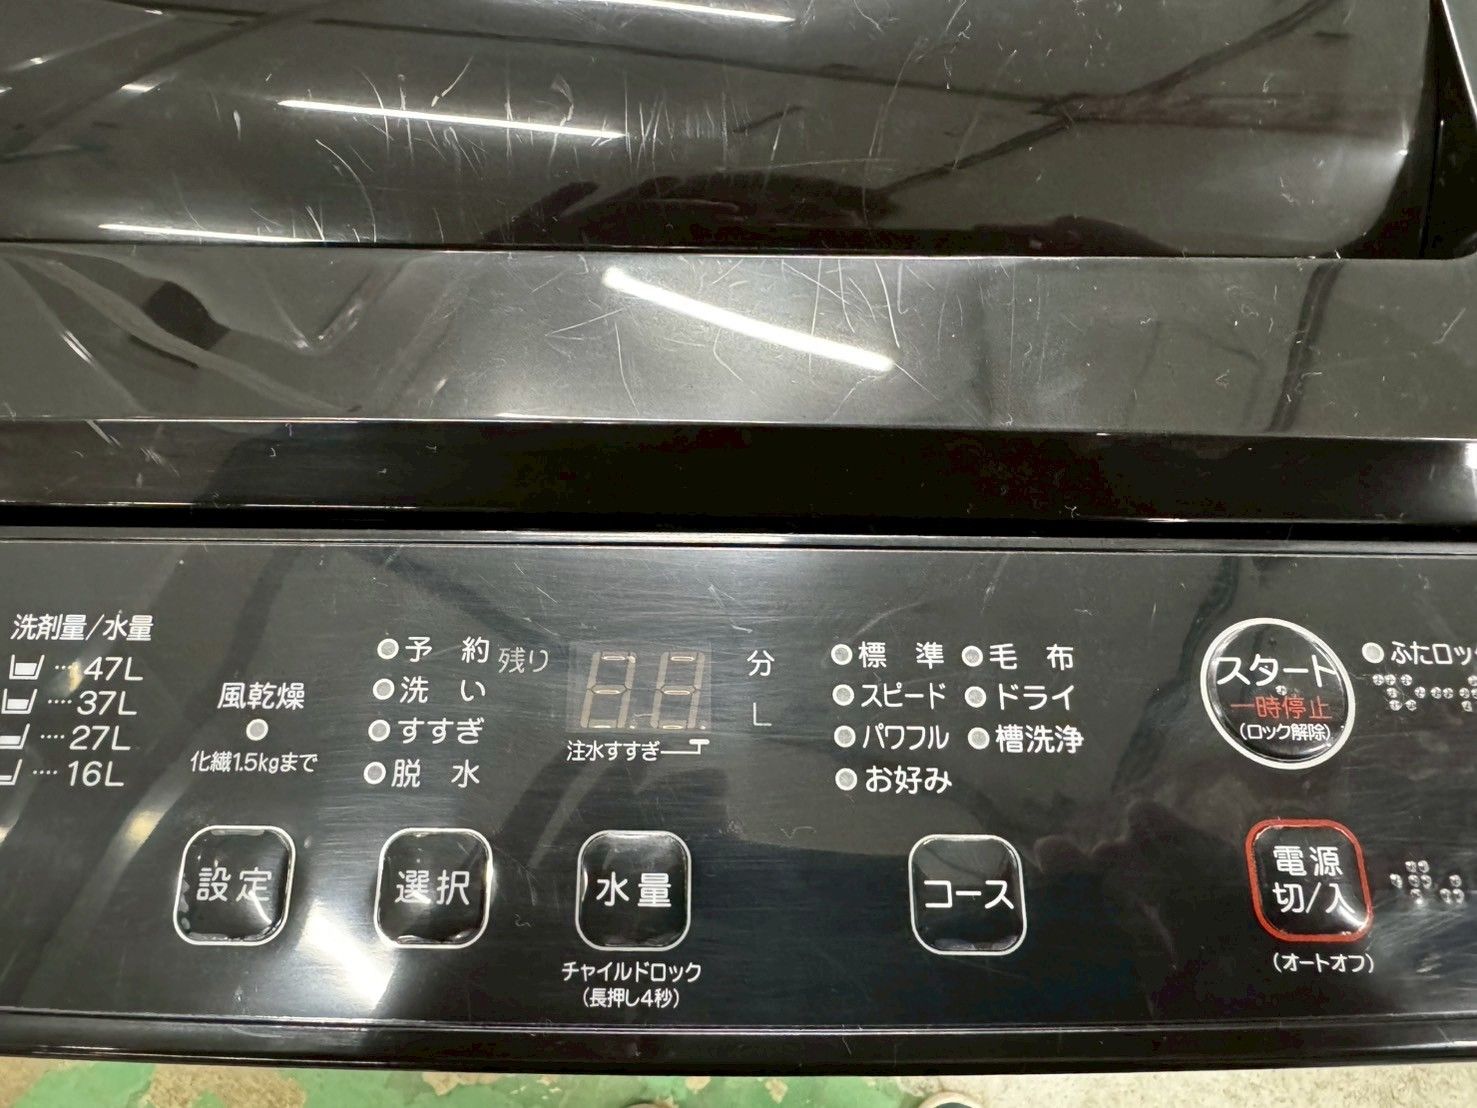 洗剤量/水量
····47L
····37L
····27L
····16L
風乾燥
化繊1.5kgまで
予約
洗い
すすぎ
脱水
残り
分
L
注水すすぎ
標準
スピード
パワフル
お好み
毛布
ドライ
槽洗浄
スタート
一時停止
(ロック解除)
ふたロッ
設定
選択
水量
チャイルドロック
(長押し4秒)
コース
電源
切/入
(オートオフ)